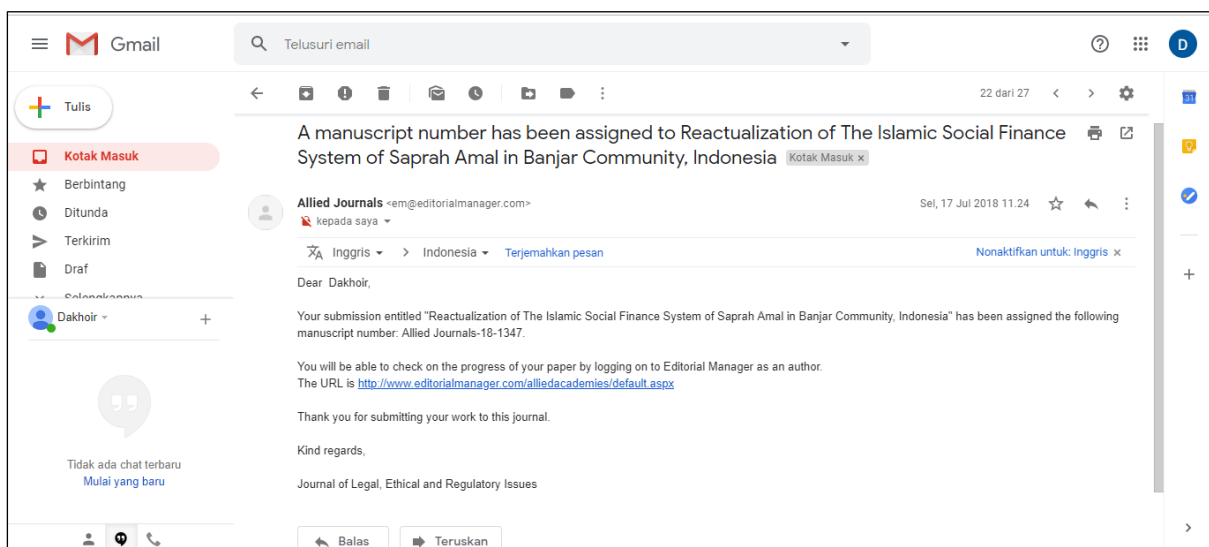 Gmail
Telusuri email
D
Tulis
22 dari 27
31
Kotak Masuk
Berbintang
Ditunda
Terkirim
Draf
Selengkapnya
Dakhoir
Tidak ada chat terbaru
Mulai yang baru
A manuscript number has been assigned to Reactualization of The Islamic Social Finance
System of Saprah Amal in Banjar Community, Indonesia Kotak Masuk x
Allied Journals <em@editorialmanager.com>
Sel, 17 Jul 2018 11.24
kepada saya
Inggris > Indonesia Terjemahkan pesan
Nonaktifkan untuk: Inggris x
Dear Dakhoir,
Your submission entitled "Reactualization of The Islamic Social Finance System of Saprah Amal in Banjar Community, Indonesia" has been assigned the following
manuscript number: Allied Journals-18-1347.
You will be able to check on the progress of your paper by logging on to Editorial Manager as an author.
The URL is http://www.editorialmanager.com/alliedacademies/default.aspx
Thank you for submitting your work to this journal.
Kind regards,
Journal of Legal, Ethical and Regulatory Issues
Balas
Teruskan